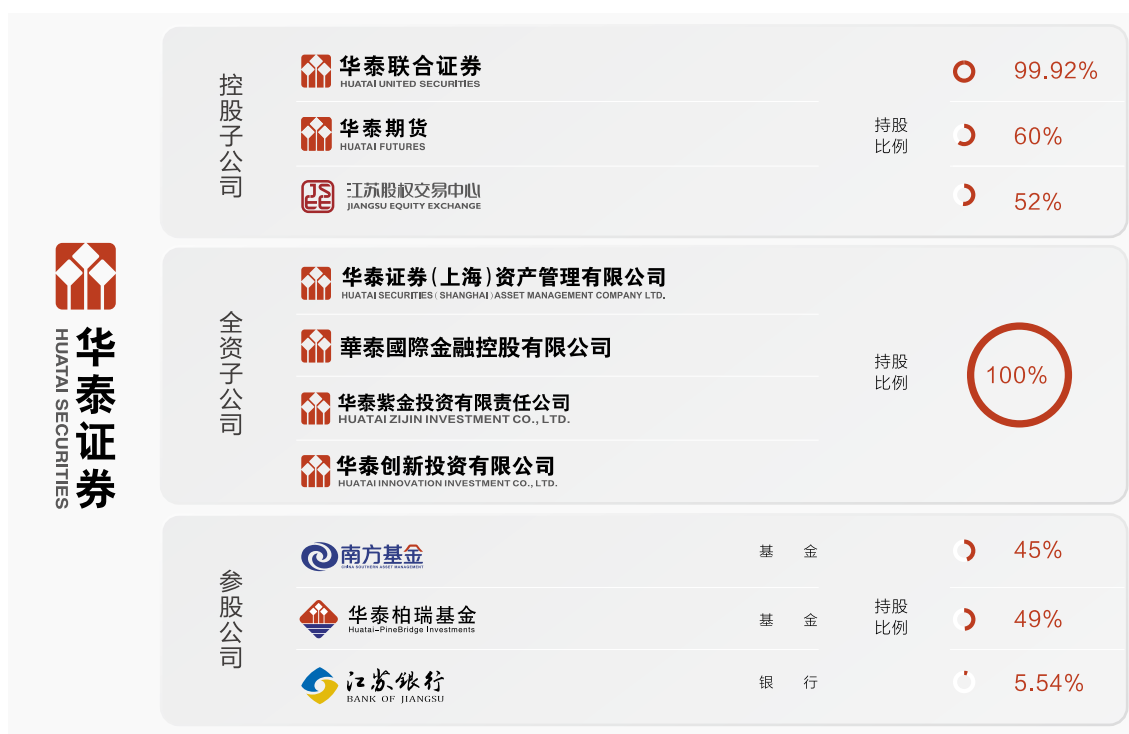 华泰证券
HUATAI SECURITIES
控股子公司
华泰联合证券
HUATAI UNITED SECURITIES
华泰期货
HUATAI FUTURES
JS
EE
江苏股权交易中心
JIANGSU EQUITY EXCHANGE
持股
比例
99.92%
60%
52%
全资子公司
华泰证券(上海)资产管理有限公司
HUATAI SECURITIES (SHANGHAI) ASSET MANAGEMENT COMPANY LTD.
華泰國際金融控股有限公司
华泰紫金投资有限责任公司
HUATAI ZIJIN INVESTMENT CO., LTD.
华泰创新投资有限公司
HUATAI INNOVATION INVESTMENT CO., LTD.
持股
比例
100%
参股公司
南方基金
CHINA SOUTHERN ASSET MANAGEMENT
基 金
华泰柏瑞基金
Huatai-PineBridge Investments
基 金
江苏银行
BANK OF JIANGSU
银 行
持股
比例
45%
49%
5.54%